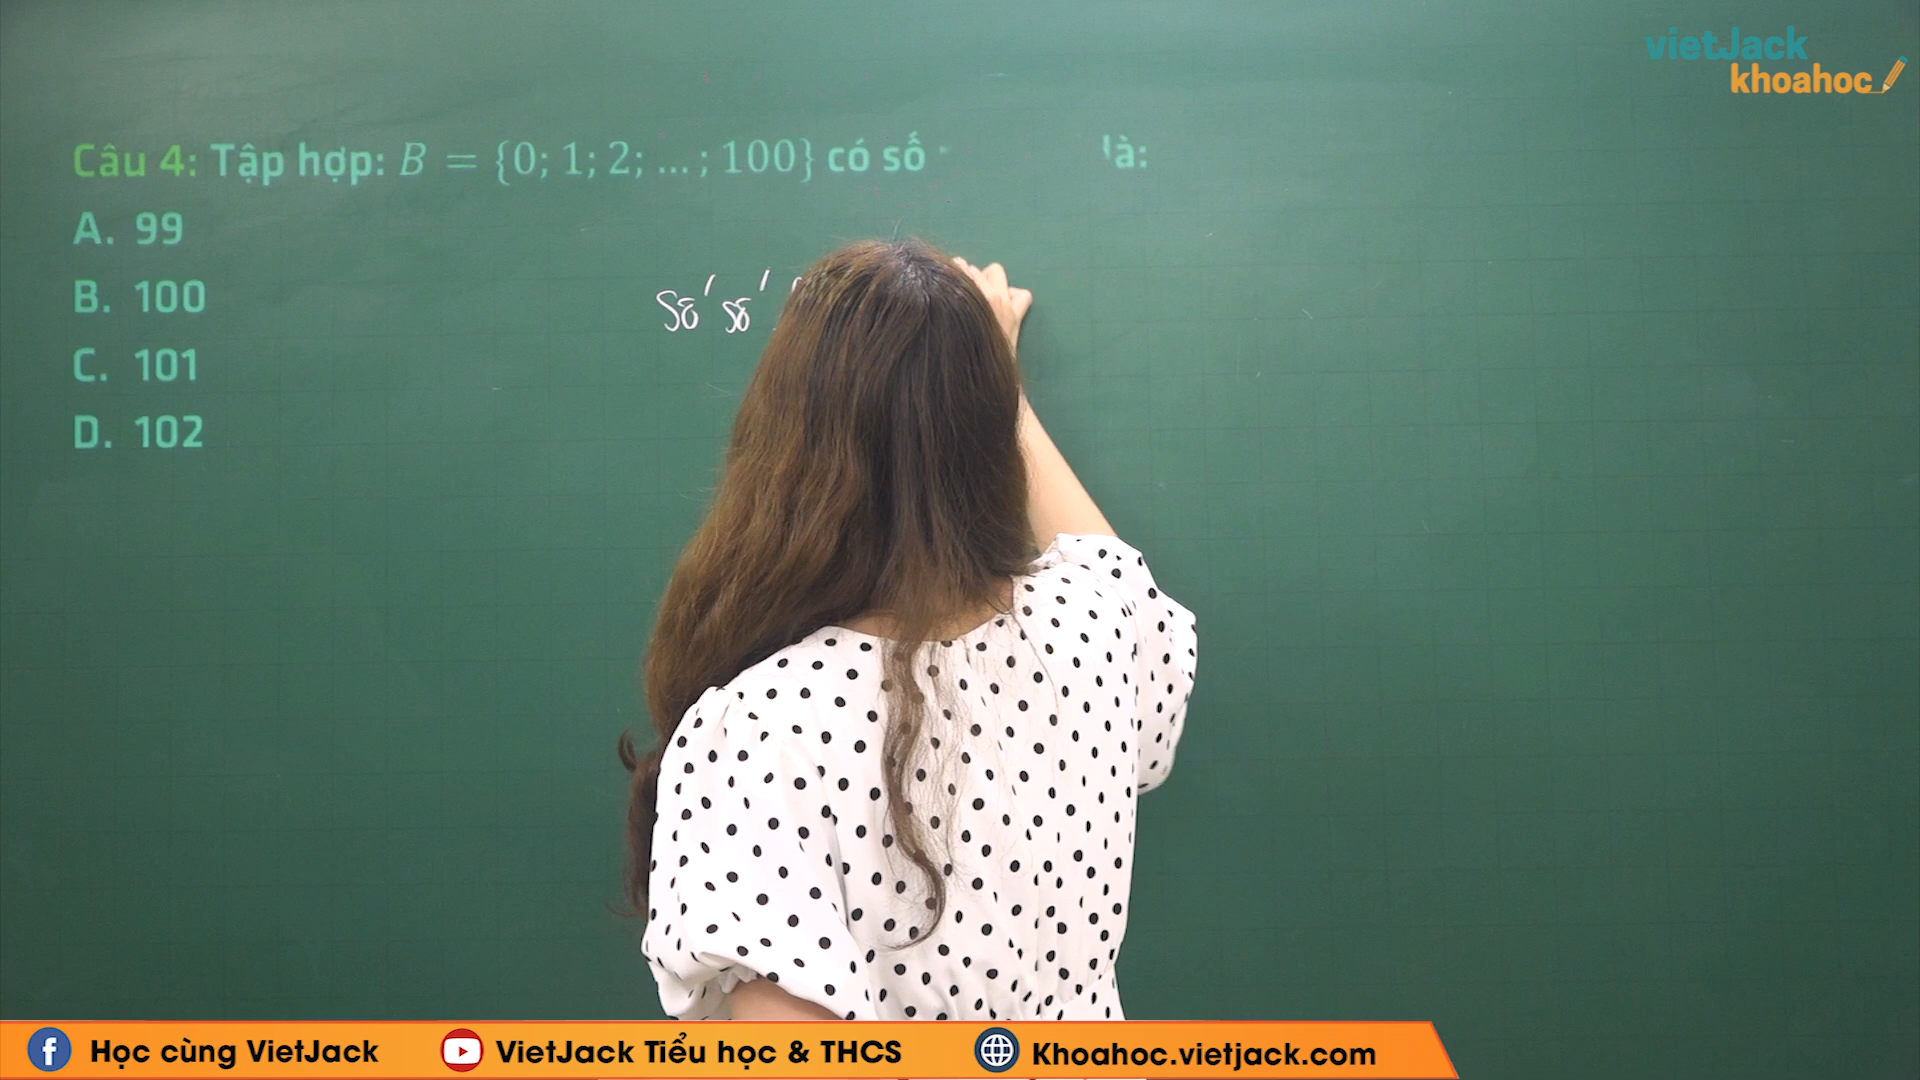 vietJack
khoahoc
Câu 4: Tập hợp: B = {0; 1; 2; ... ; 100} có số là:
A. 99
B. 100
C. 101
D. 102
Số số
Học cùng VietJack
VietJack Tiểu học & THCS
Khoahoc.vietjack.com